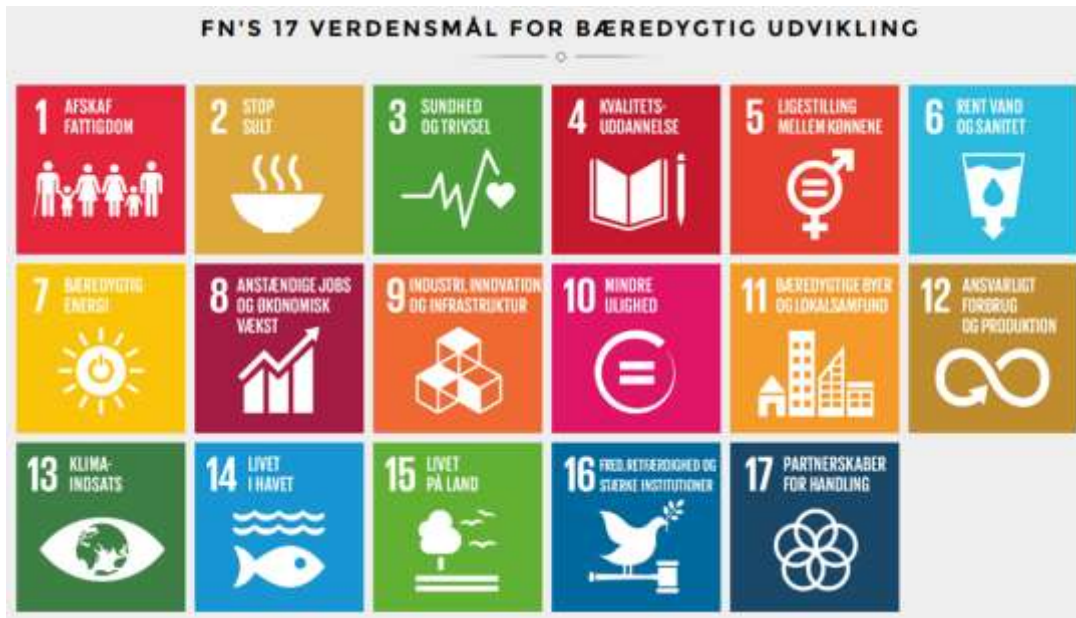 FN'S 17 VERDENSMÅL FOR BÆREDYGTIG UDVIKLING
1 AFSKAF
FATTIGDOM
2 STOP
SULT
3 SUNDHED
OG TRIVSEL
4 KVALITETS-
UDDANNELSE
5 LIGESTILLING
MELLEM KØNNENE
6 RENT VAND
OG SANITET
7 BÆREDYGTIG
ENERGI
8 ANSTÆNDIGE JOBS
OG ØKONOMISK
VÆKST
9 INDUSTRI, INNOVATION
OG INFRASTRUKTUR
10 MINDRE
ULIGHED
11 BÆREDYGTIGE BYER
OG LOKALSAMFUND
12 ANSVARLIGT
FORBRUG
OG PRODUKTION
13 KLIMA-
INDSATS
14 LIVET
I HAVET
15 LIVET
PÅ LAND
16 FRED, RETFÆRDIGHED OG
STÆRKE INSTITUTIONER
17 PARTNERSKABER
FOR HANDLING